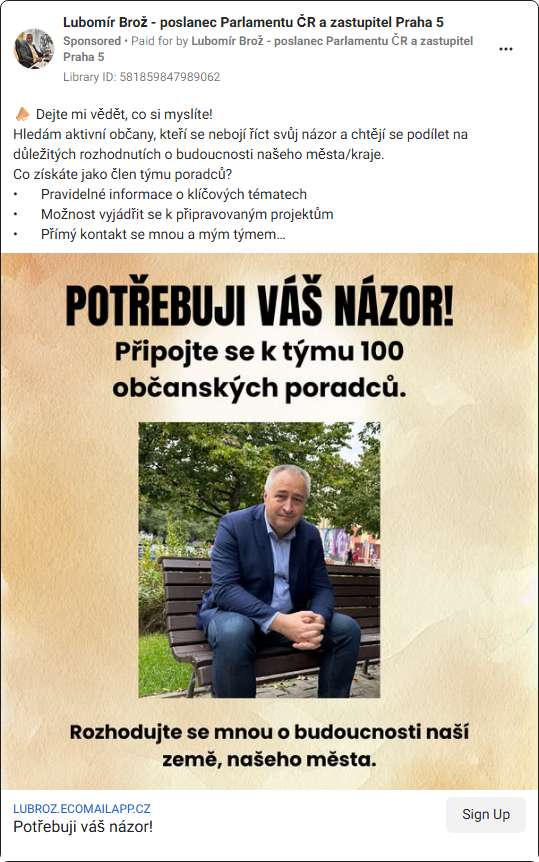 Lubomír Brož - poslanec Parlamentu ČR a zastupitel Praha 5
Sponsored • Paid for by Lubomír Brož - poslanec Parlamentu ČR a zastupitel
Praha 5
Library ID: 581859847989062
Dejte mi vědět, co si myslíte!
Hledám aktivní občany, kteří se nebojí říct svůj názor a chtějí se podílet na
důležitých rozhodnutích o budoucnosti našeho města/kraje.
Co získáte jako člen týmu poradců?
• Pravidelné informace o klíčových tématech
• Možnost vyjádřit se k připravovaným projektům
• Přímý kontakt se mnou a mým týmem…
POTŘEBUJI VÁŠ NÁZOR!
Připojte se k týmu 100
občanských poradců.
Rozhodujte se mnou o budoucnosti naší
země, našeho města.
LUBROZ.ECOMAILAPP.CZ
Potřebuji váš názor!
Sign Up